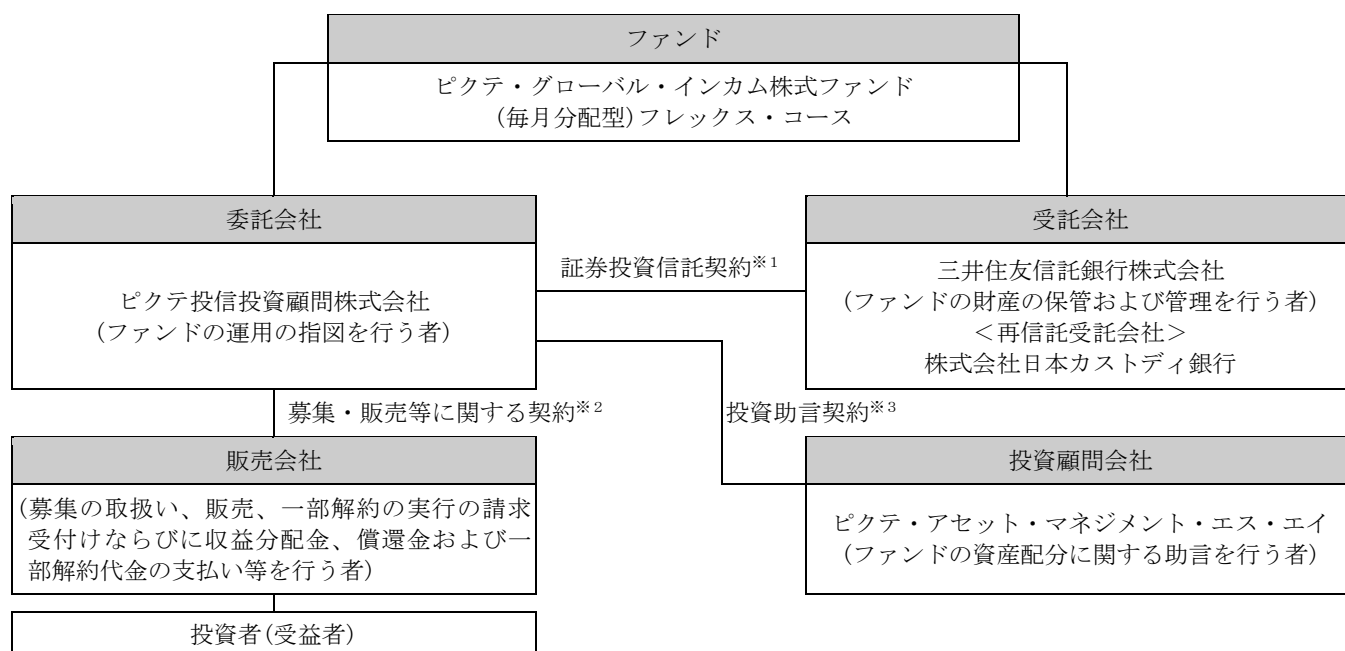 ファンド
ピクテ・グローバル・インカム株式ファンド
(毎月分配型)フレックス・コース
委託会社
ピクテ投信投資顧問株式会社
(ファンドの運用の指図を行う者)
証券投資信託契約※1
受託会社
三井住友信託銀行株式会社
(ファンドの財産の保管および管理を行う者)
＜再信託受託会社＞
株式会社日本カストディ銀行
募集・販売等に関する契約※2
投資助言契約※3
販売会社
(募集の取扱い、販売、一部解約の実行の請求
受付けならびに収益分配金、償還金および一
部解約代金の支払い等を行う者)
投資顧問会社
ピクテ・アセット・マネジメント・エス・エイ
(ファンドの資産配分に関する助言を行う者)
投資者(受益者)